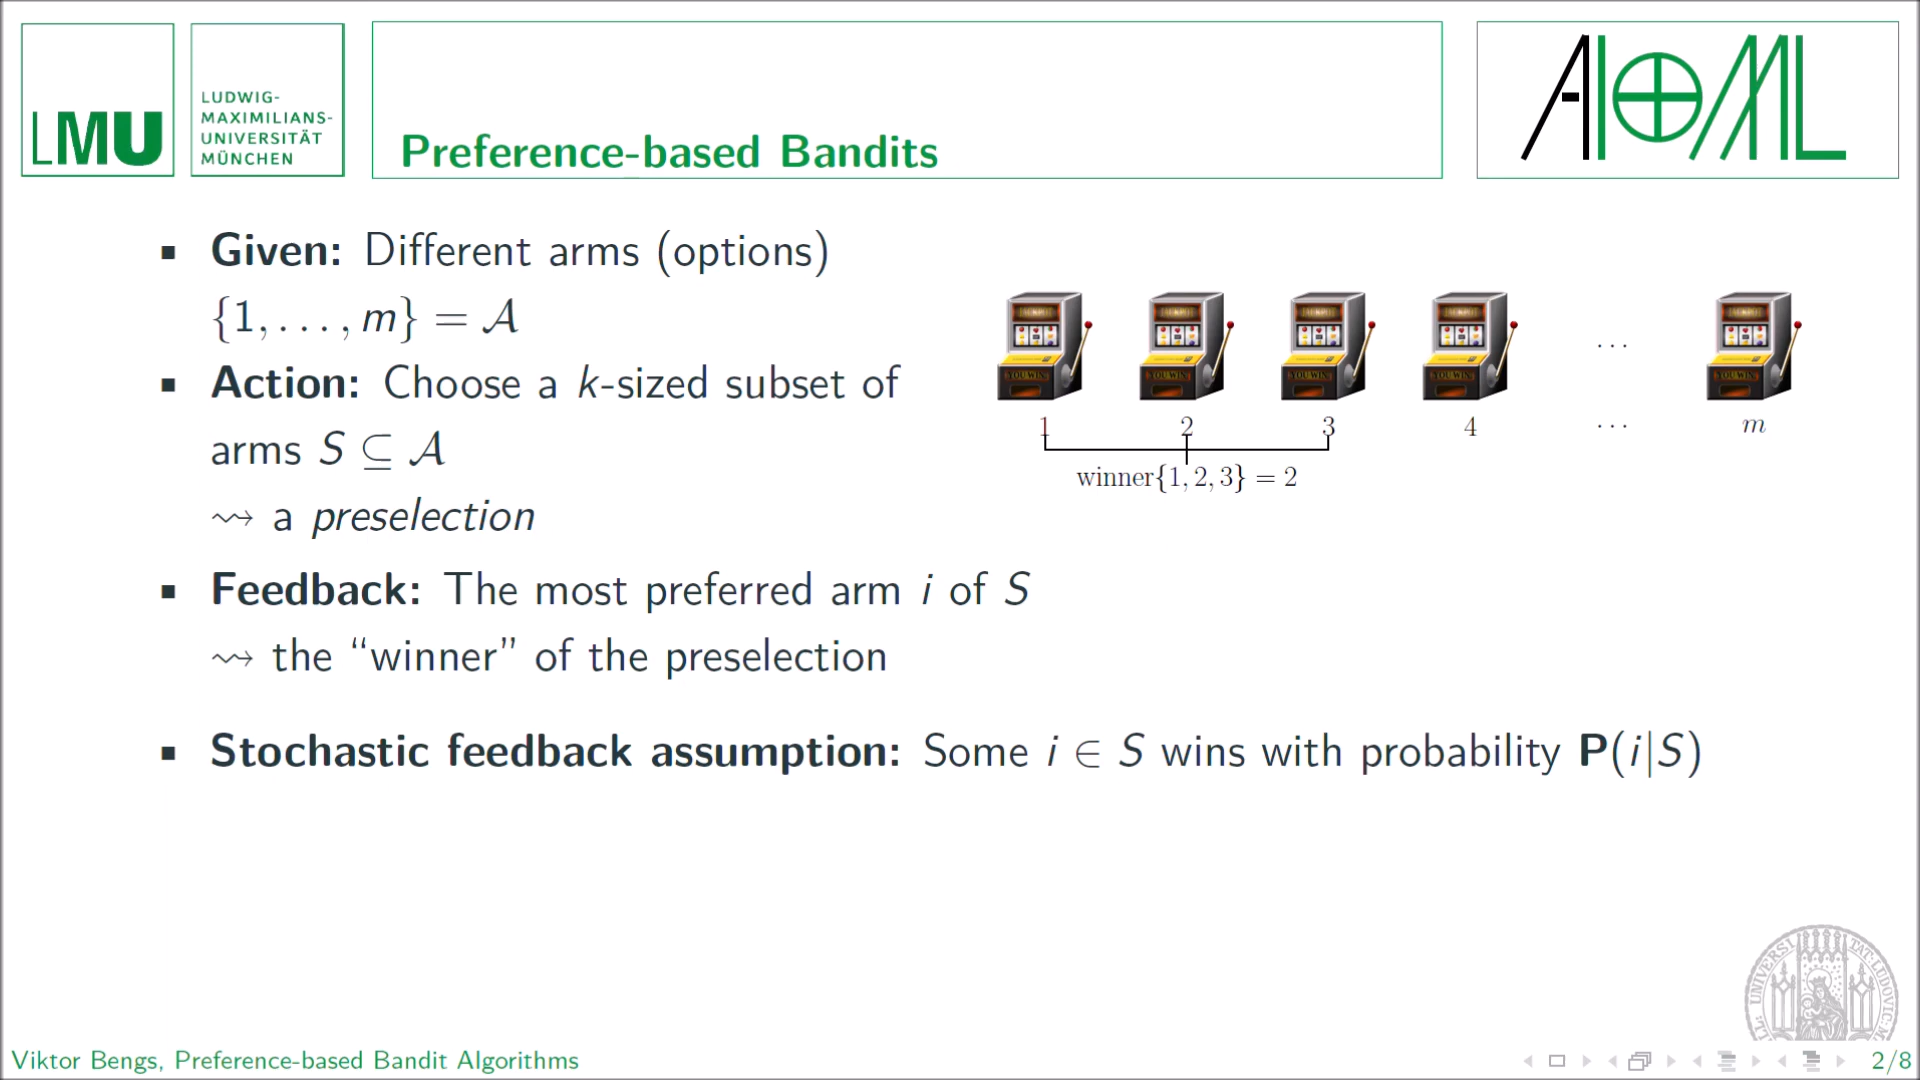 LMU
LUDWIG-
MAXIMILIANS-
UNIVERSITÄT
MÜNCHEN
Preference-based Bandits
AI⊕ML
▪ Given: Different arms (options)
{1, . . . , m} = 𝒜
▪ Action: Choose a k-sized subset of
arms S ⊆ 𝒜
⇝ a preselection
1 2 3 4 . . . m
winner{1, 2, 3} = 2
▪ Feedback: The most preferred arm i of S
⇝ the “winner” of the preselection
▪ Stochastic feedback assumption: Some i ∈ S wins with probability P(i|S)
Viktor Bengs, Preference-based Bandit Algorithms
2/8